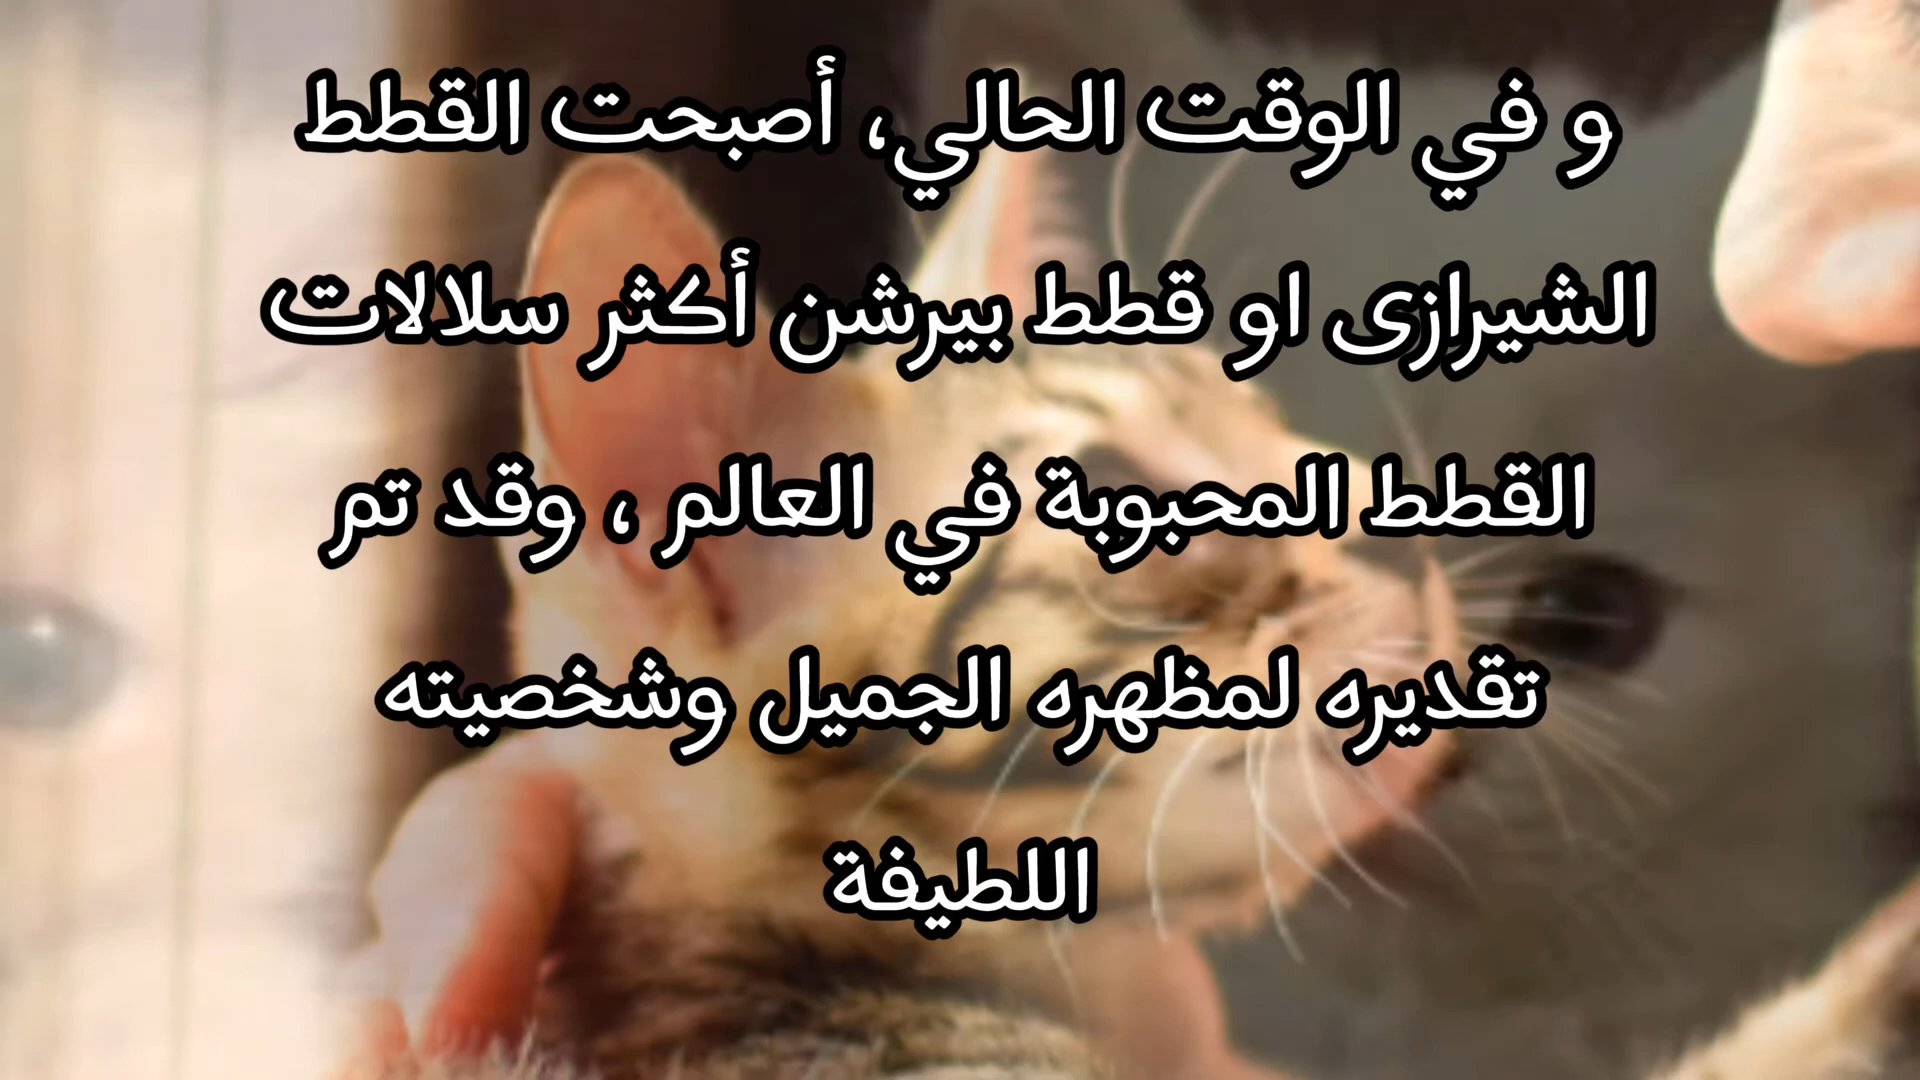 و في الوقت الحالي، أصبحت القطط
الشيرازى او قطط بيرشن أكثر سلالات
القطط المحبوبة في العالم ، وقد تم
تقديره لمظهره الجميل وشخصيته
اللطيفة